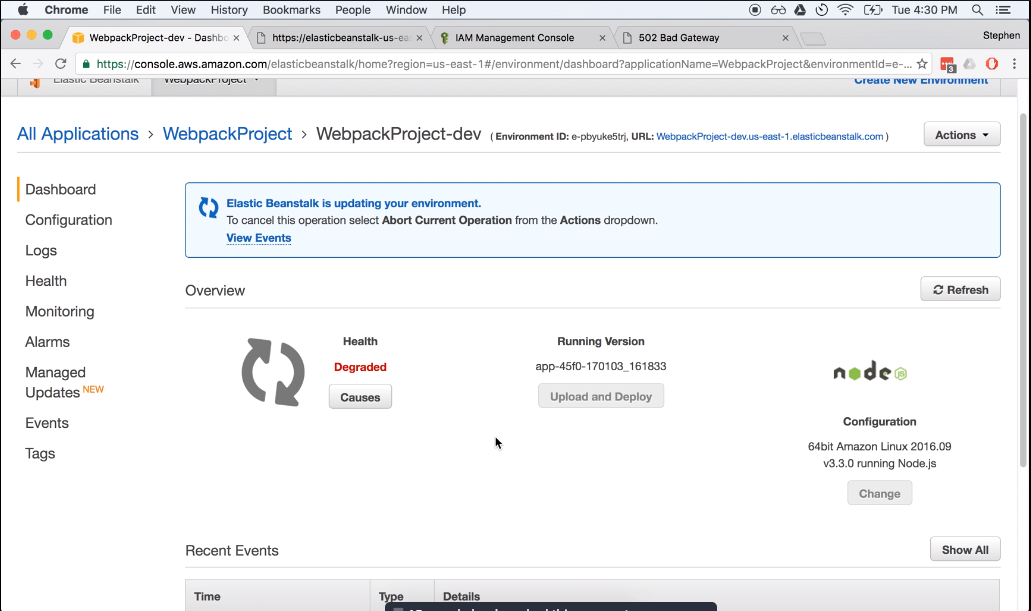 Chrome File Edit View History Bookmarks People Window Help Tue 4:30 PM
WebpackProject-dev - Dashbo https://elasticbeanstalk-us-ea IAM Management Console 502 Bad Gateway Stephen
https://console.aws.amazon.com/elasticbeanstalk/home?region=us-east-1#/environment/dashboard?applicationName=WebpackProject&environmentId=e-... 3
Elastic Beanstalk WebpackProject Create New Environment
All Applications > WebpackProject > WebpackProject-dev ( Environment ID: e-pbyuke5trj, URL: WebpackProject-dev.us-east-1.elasticbeanstalk.com ) Actions
Dashboard
Configuration
Logs
Health
Monitoring
Alarms
Managed
Updates NEW
Events
Tags
Elastic Beanstalk is updating your environment.
To cancel this operation select Abort Current Operation from the Actions dropdown.
View Events
Overview Refresh
Health
Degraded
Causes
Running Version
app-45f0-170103_161833
Upload and Deploy
node JS
Configuration
64bit Amazon Linux 2016.09
v3.3.0 running Node.js
Change
Recent Events Show All
Time Type Details